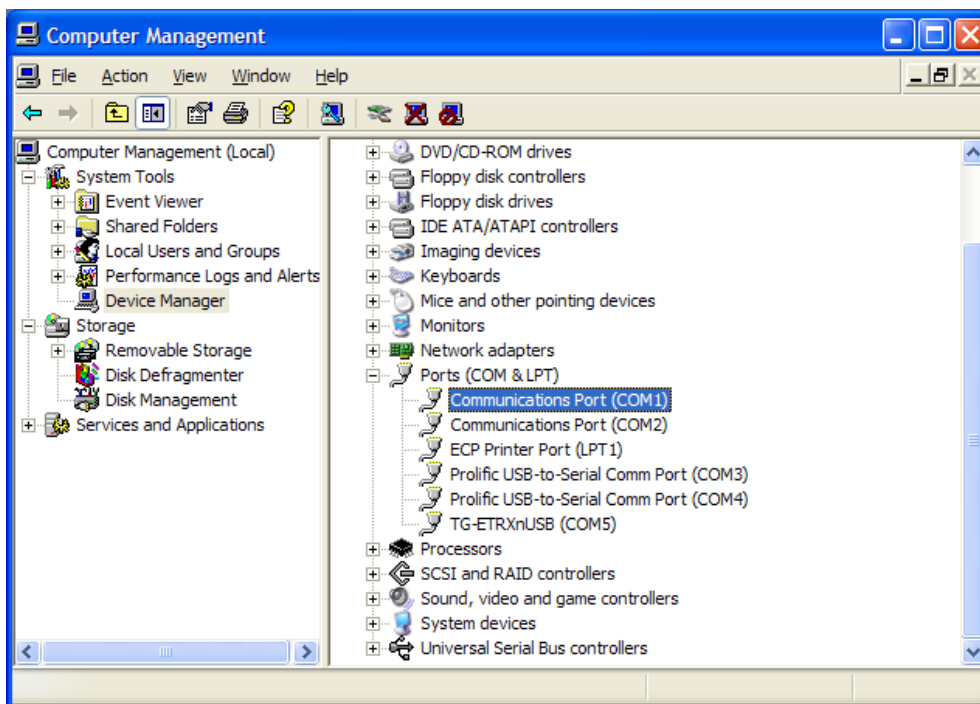 Computer Management
File Action View Window Help
Computer Management (Local)
System Tools
Event Viewer
Shared Folders
Local Users and Groups
Performance Logs and Alerts
Device Manager
Storage
Removable Storage
Disk Defragmenter
Disk Management
Services and Applications
DVD/CD-ROM drives
Floppy disk controllers
Floppy disk drives
IDE ATA/ATAPI controllers
Imaging devices
Keyboards
Mice and other pointing devices
Monitors
Network adapters
Ports (COM & LPT)
Communications Port (COM1)
Communications Port (COM2)
ECP Printer Port (LPT1)
Prolific USB-to-Serial Comm Port (COM3)
Prolific USB-to-Serial Comm Port (COM4)
TG-ETRXnUSB (COM5)
Processors
SCSI and RAID controllers
Sound, video and game controllers
System devices
Universal Serial Bus controllers